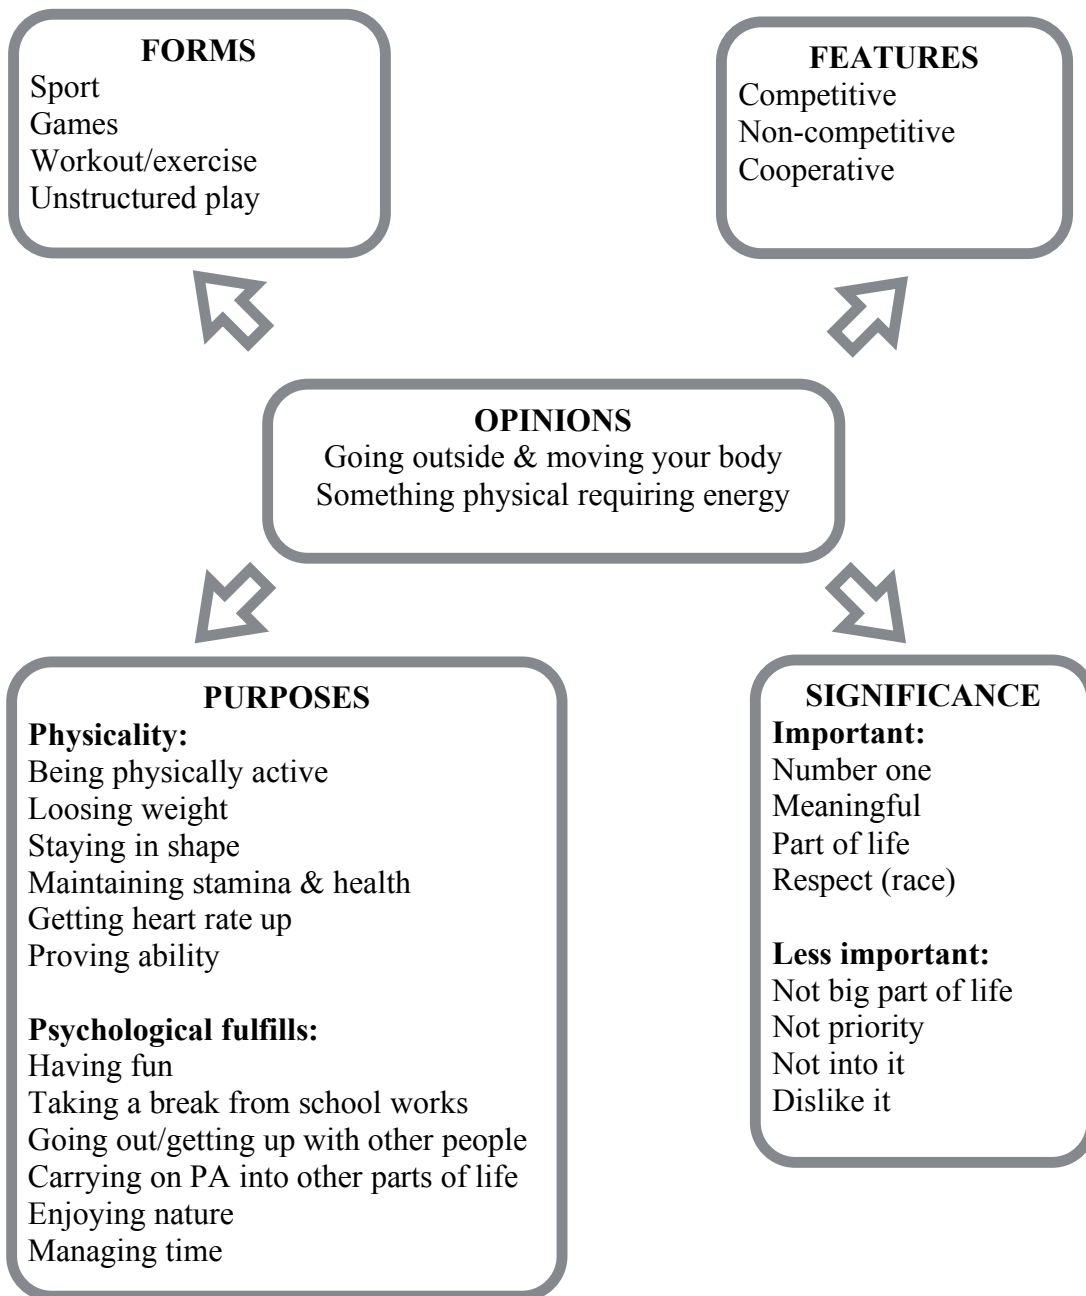 FORMS
Sport
Games
Workout/exercise
Unstructured play
FEATURES
Competitive
Non-competitive
Cooperative
OPINIONS
Going outside & moving your body
Something physical requiring energy
PURPOSES
Physicality:
Being physically active
Loosing weight
Staying in shape
Maintaining stamina & health
Getting heart rate up
Proving ability
Psychological fulfills:
Having fun
Taking a break from school works
Going out/getting up with other people
Carrying on PA into other parts of life
Enjoying nature
Managing time
SIGNIFICANCE
Important:
Number one
Meaningful
Part of life
Respect (race)
Less important:
Not big part of life
Not priority
Not into it
Dislike it